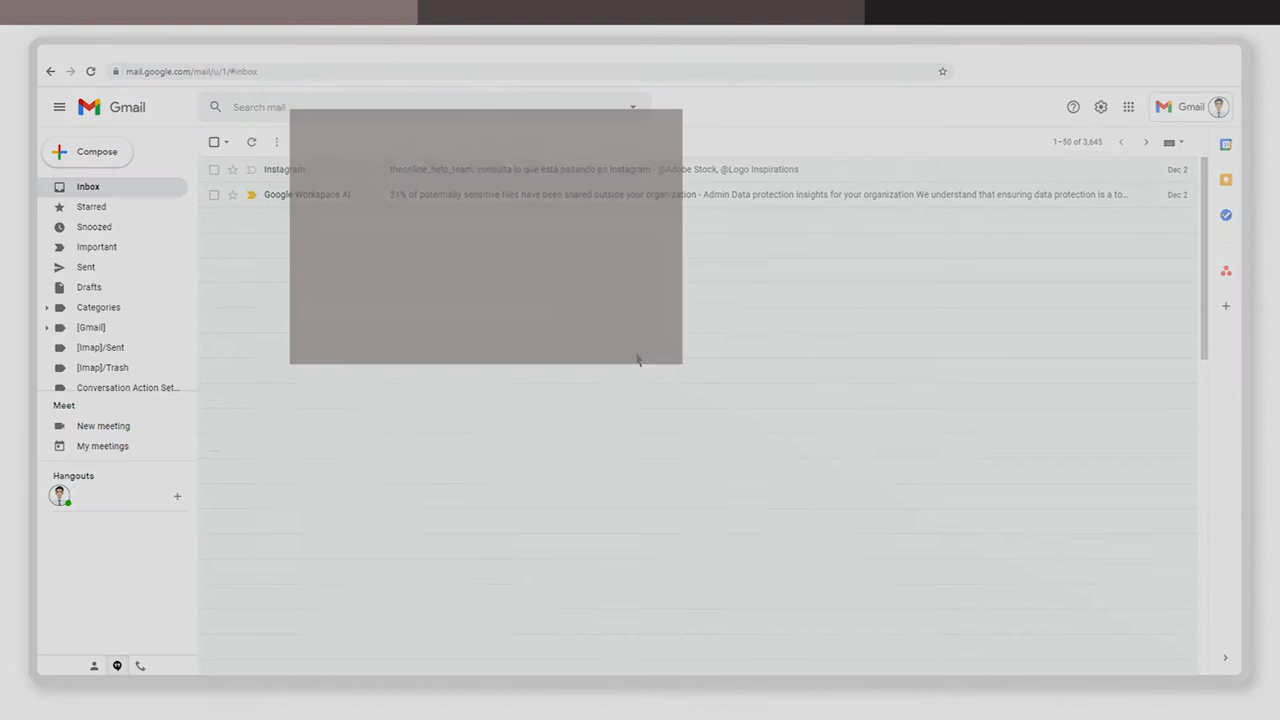 mail.google.com/mail/u/1/#inbox
Gmail
Search mail
Gmail
Compose
1–50 of 3,645
Inbox
Instagram
theonline_help_team, consulta lo que está pasando en Instagram - @Adobe Stock, @Logo Inspirations
Dec 2
Google Workspace Al.
31% of potentially sensitive files have been shared outside your organization - Admin Data protection insights for your organization We understand that ensuring data protection is a to...
Dec 2
Starred
Snoozed
Important
Sent
Drafts
Categories
[Gmail]
[Imap]/Sent
[Imap]/Trash
Conversation Action Set...
Meet
New meeting
My meetings
Hangouts